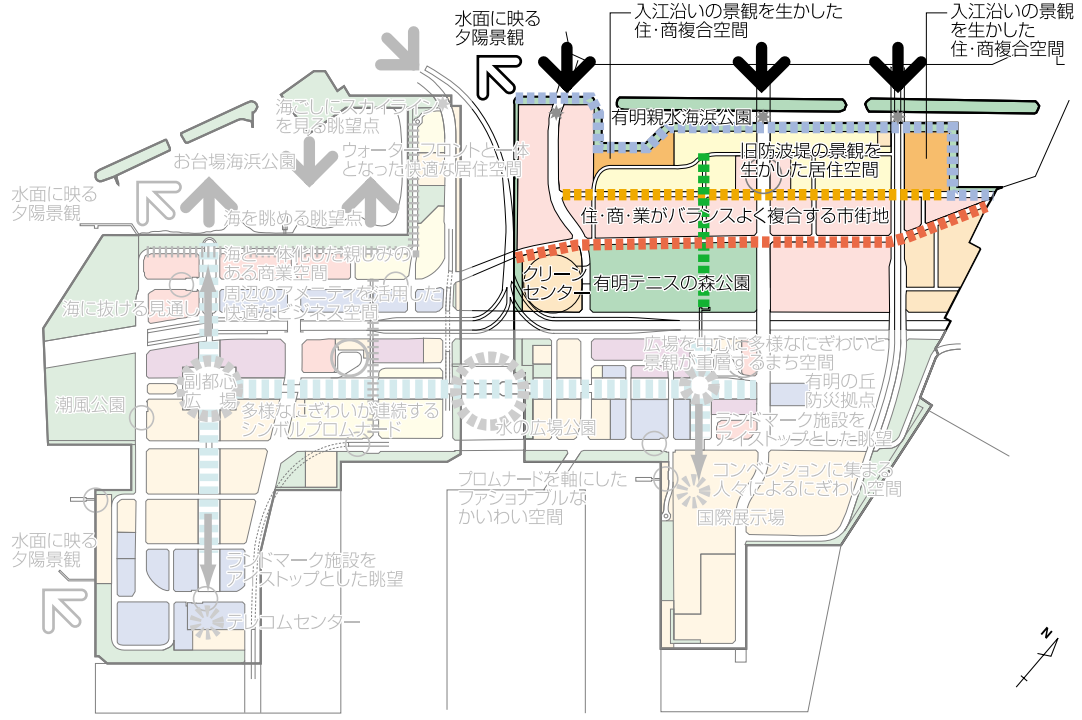 水面に映る
夕陽景観
入江沿いの景観を生かした
住・商複合空間
入江沿いの景観
を生かした
住・商複合空間
海ごしにスカイライン
を見る眺望点
有明親水海浜公園
お台場海浜公園
ウォーターフロントと一体
となった快適な居住空間
旧防波堤の景観を
生かした居住空間
水面に映る
夕陽景観
海を眺める眺望点
住・商・業がバランスよく複合する市街地
海と一体化した親しみの
ある商業空間
クリーン
センター
有明テニスの森公園
周辺のアメニティを活用した
快適なビジネス空間
海に抜ける見通し
広場を中心に多様なにぎわいと
景観が重層するまち空間
副都心
広場
有明の丘
防災拠点
潮風公園
多様なにぎわいが連続する
シンボルプロムナード
水の広場公園
ランドマーク施設を
アイストップとした眺望
プロムナードを軸にした
ファショナブルな
かいわい空間
コンベンションに集まる
人々によるにぎわい空間
国際展示場
水面に映る
夕陽景観
ランドマーク施設を
アイストップとした眺望
テレコムセンター
N